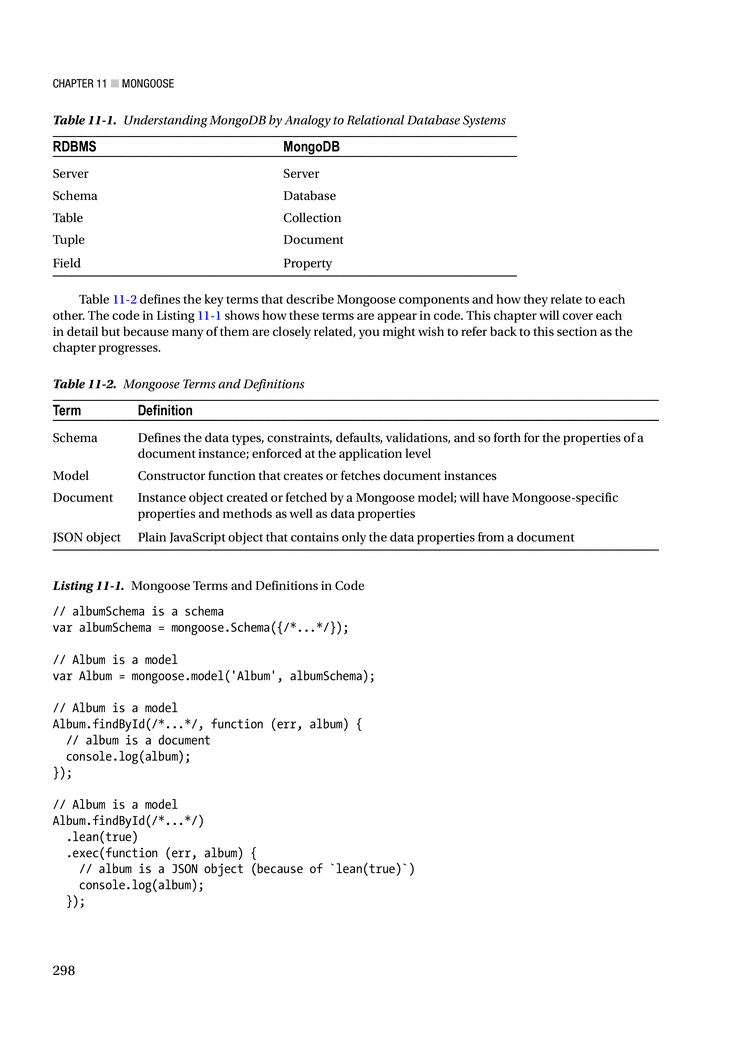 CHAPTER 11 ■ MONGOOSE
Table 11-1. Understanding MongoDB by Analogy to Relational Database Systems
RDBMS MongoDB
Server Server
Schema Database
Table Collection
Tuple Document
Field Property
Table 11-2 defines the key terms that describe Mongoose components and how they relate to each
other. The code in Listing 11-1 shows how these terms are appear in code. This chapter will cover each
in detail but because many of them are closely related, you might wish to refer back to this section as the
chapter progresses.
Table 11-2. Mongoose Terms and Definitions
Term Definition
Schema Defines the data types, constraints, defaults, validations, and so forth for the properties of a
document instance; enforced at the application level
Model Constructor function that creates or fetches document instances
Document Instance object created or fetched by a Mongoose model; will have Mongoose-specific
properties and methods as well as data properties
JSON object Plain JavaScript object that contains only the data properties from a document
Listing 11-1. Mongoose Terms and Definitions in Code
// albumSchema is a schema
var albumSchema = mongoose.Schema({/*...*/});
// Album is a model
var Album = mongoose.model('Album', albumSchema);
// Album is a model
Album.findById(/*...*/, function (err, album) {
  // album is a document
  console.log(album);
});
// Album is a model
Album.findById(/*...*/)
  .lean(true)
  .exec(function (err, album) {
    // album is a JSON object (because of `lean(true)`)
    console.log(album);
  });
298